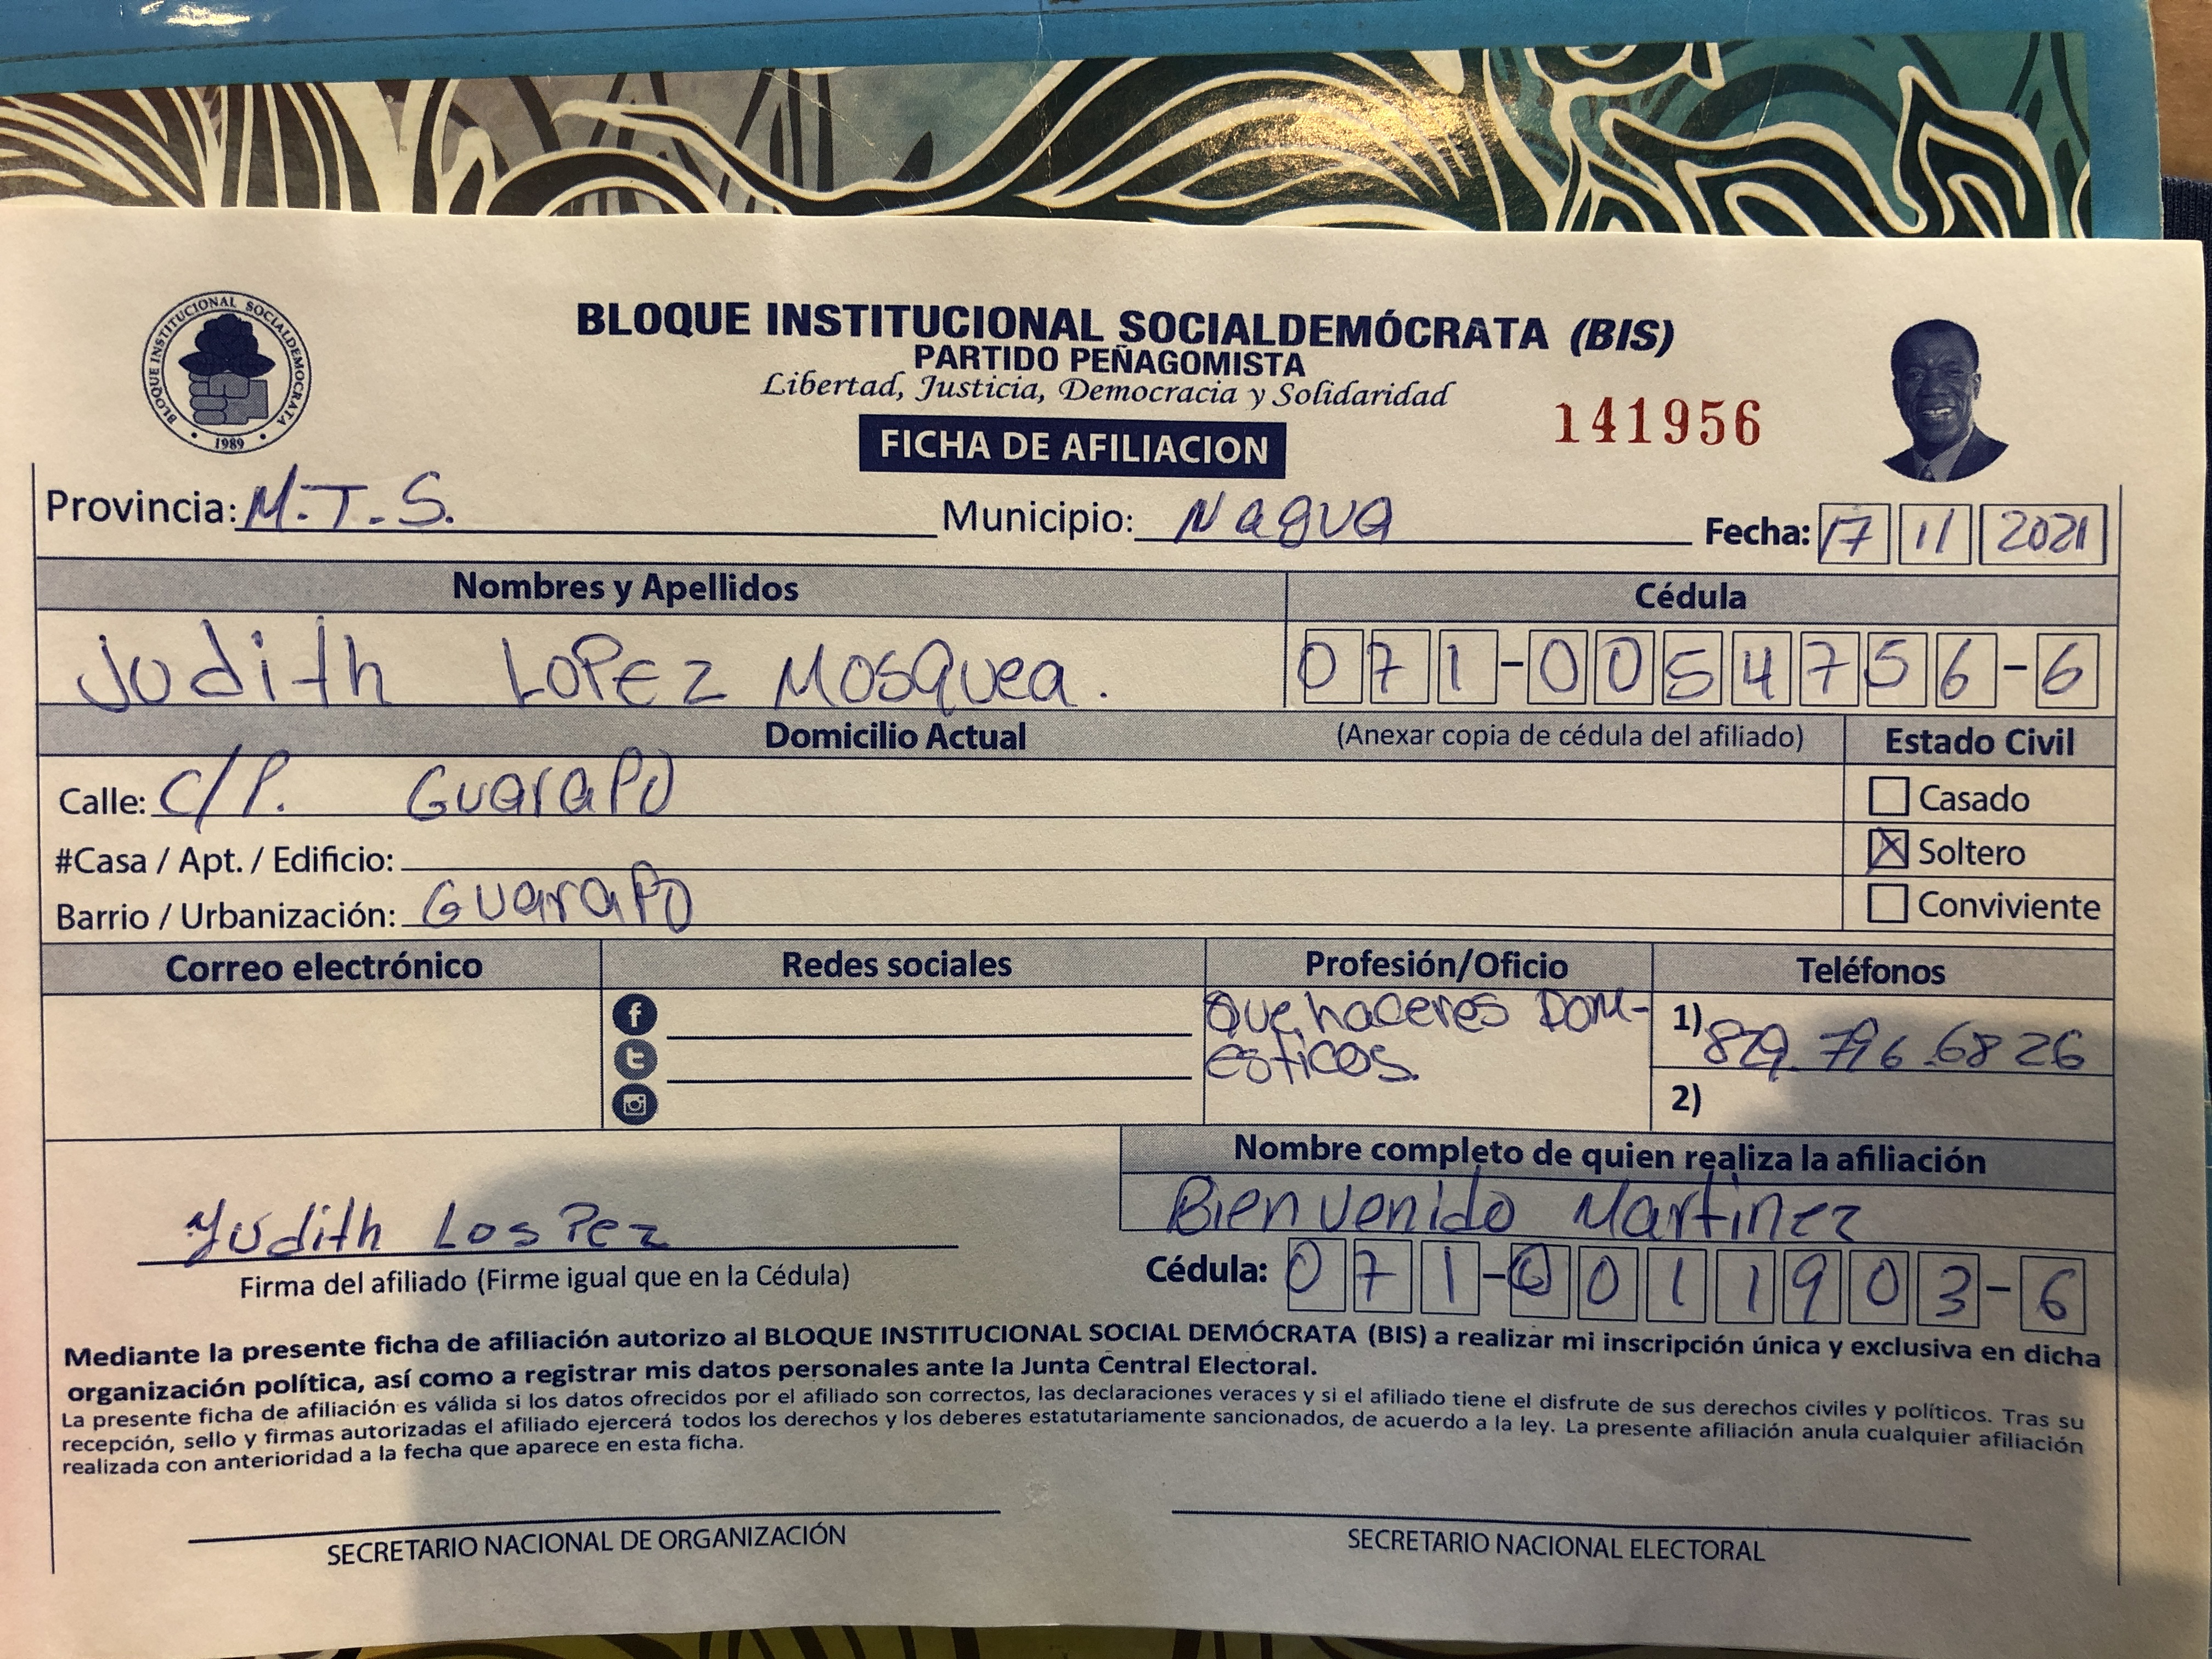 BLOQUE INSTITUCIONAL SOCIALDEMOCRATA
1989
BLOQUE INSTITUCIONAL SOCIALDEMÓCRATA (BIS)
PARTIDO PEÑAGOMISTA
Libertad, Justicia, Democracia y Solidaridad
FICHA DE AFILIACION
141956
Provincia: M.T.S. Municipio: Nagua Fecha: 17 11 2021
Nombres y Apellidos Cédula
Judith LOPEZ MOSQuea. 071-0054756-6
Domicilio Actual (Anexar copia de cédula del afiliado) Estado Civil
Calle: C/P. GuaraPO
Casado
#Casa / Apt. / Edificio:
Soltero
Barrio / Urbanización: GuaraPO
Conviviente
Correo electrónico Redes sociales Profesión/Oficio Teléfonos
Que haceres DOM-
esticos.
1) 829.796.6826
2)
Nombre completo de quien realiza la afiliación
Bienvenido Martinez
Judith LosPez
Firma del afiliado (Firme igual que en la Cédula)
Cédula: 071-0011903-6
Mediante la presente ficha de afiliación autorizo al BLOQUE INSTITUCIONAL SOCIAL DEMÓCRATA (BIS) a realizar mi inscripción única y exclusiva en dicha
organización política, así como a registrar mis datos personales ante la Junta Central Electoral.
La presente ficha de afiliación es válida si los datos ofrecidos por el afiliado son correctos, las declaraciones veraces y si el afiliado tiene el disfrute de sus derechos civiles y políticos. Tras su
recepción, sello y firmas autorizadas el afiliado ejercerá todos los derechos y los deberes estatutariamente sancionados, de acuerdo a la ley. La presente afiliación anula cualquier afiliación
realizada con anterioridad a la fecha que aparece en esta ficha.
SECRETARIO NACIONAL DE ORGANIZACIÓN
SECRETARIO NACIONAL ELECTORAL